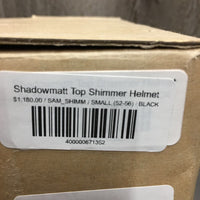 Shadowmatt Top Shimmer Helmet
$1,180.00 / SAM_SHIMM / SMALL (52-56) / BLACK
400000671352